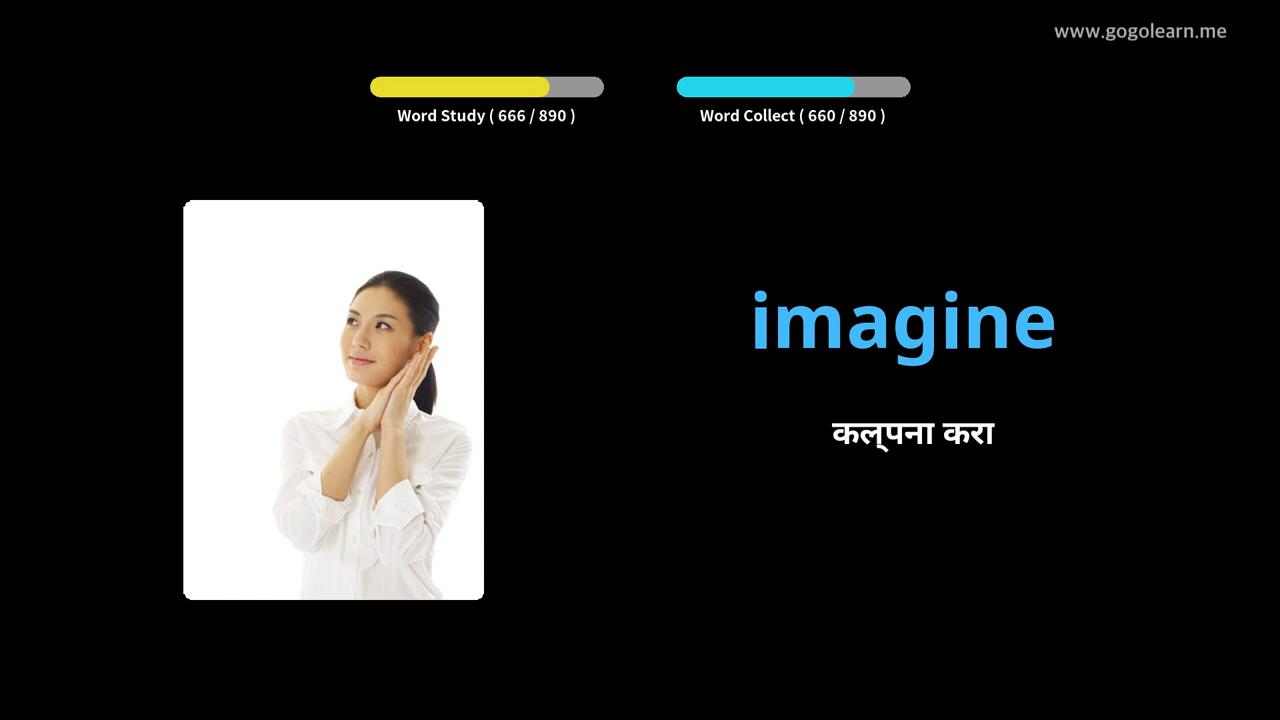 www.gogolearn.me
Word Study ( 666 / 890 )
Word Collect ( 660 / 890 )
imagine
कल्पना करा